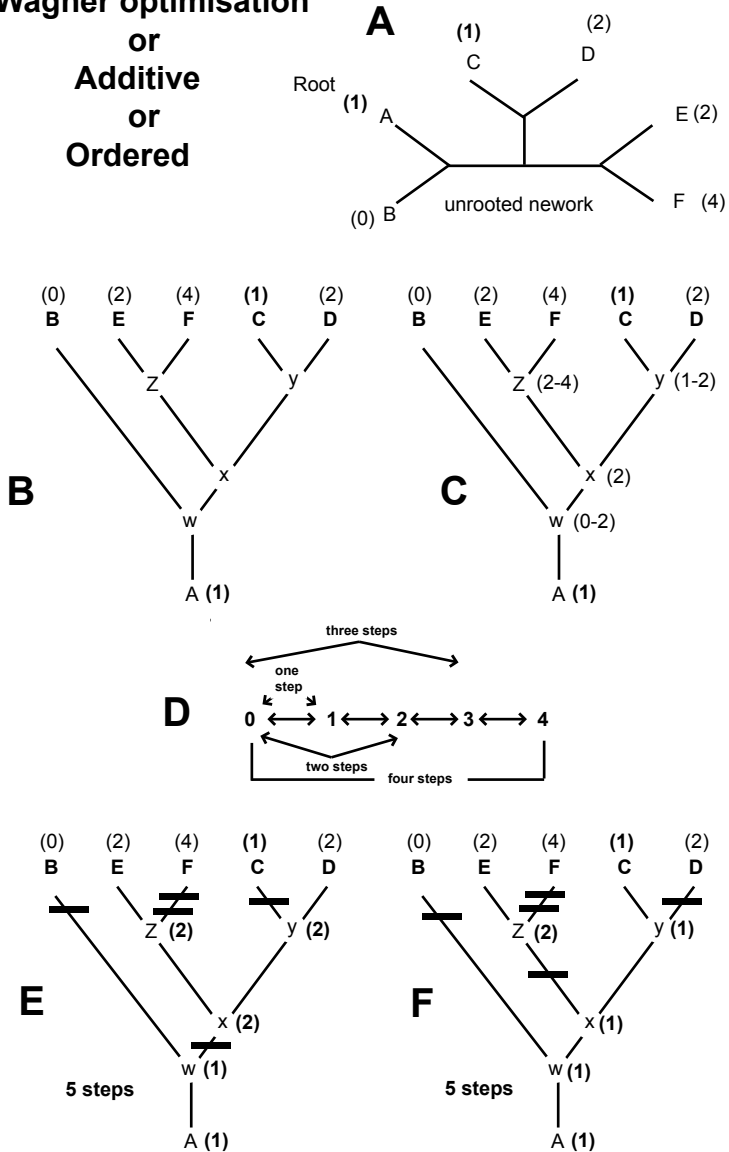 Wagner optimisation
or
Additive
or
Ordered
A
(1)
(2)
C
D
Root
(1)
A
E (2)
(0) B
unrooted nework
F (4)
(0) (2) (4) (1) (2)
B E F C D
Z y
x
w
A (1)
B
(0) (2) (4) (1) (2)
B E F C D
Z (2-4) y (1-2)
x (2)
w (0-2)
A (1)
C
three steps
one
step
D
0 1 2 3 4
two steps
four steps
(0) (2) (4) (1) (2)
B E F C D
Z (2) y (2)
x (2)
w (1)
A (1)
E
5 steps
(0) (2) (4) (1) (2)
B E F C D
Z (2) y (1)
x (1)
w (1)
A (1)
F
5 steps